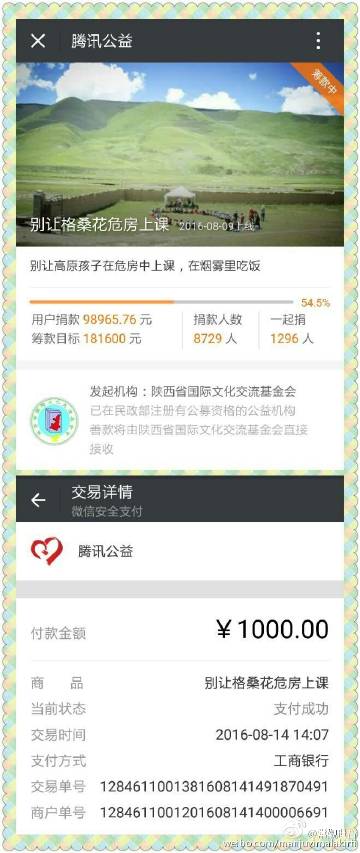 腾讯公益
筹款中
别让格桑花危房上课 2016-08-09上线
别让高原孩子在危房中上课，在烟雾里吃饭
54.5%
用户捐款 98965.76 元 捐款人数 一起捐
筹款目标 181600 元 8729 人 1296 人
发起机构：陕西省国际文化交流基金会
已在民政部注册有公募资格的公益机构
善款将由陕西省国际文化交流基金会直接
接收
交易详情
微信安全支付
腾讯公益
付款金额 ￥1000.00
商 品 别让格桑花危房上课
当前状态 支付成功
交易时间 2016-08-14 14:07
支付方式 工商银行
交易单号 1284611001381608141491870491
商户单号 1284611001201608141400006691
weibo.com/manjuvimalakirti